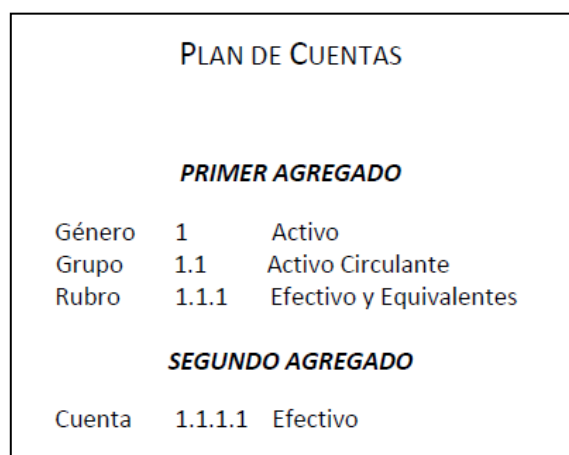 PLAN DE CUENTAS
PRIMER AGREGADO
Género 1 Activo
Grupo 1.1 Activo Circulante
Rubro 1.1.1 Efectivo y Equivalentes
SEGUNDO AGREGADO
Cuenta 1.1.1.1 Efectivo